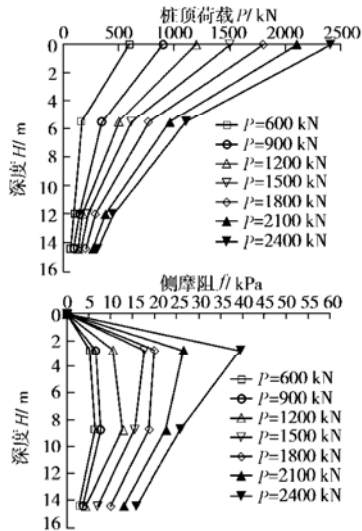 桩顶荷载 P/ kN
0 500 1000 1500 2000 2500
0
2
4
6
8
10
12
14
16
深度 H/ m
P=600 kN
P=900 kN
P=1200 kN
P=1500 kN
P=1800 kN
P=2100 kN
P=2400 kN
侧摩阻 f/ kPa
0 5 10 15 20 25 30 35 40 45 50 55 60
0
2
4
6
8
10
12
14
16
深度 H/ m
P=600 kN
P=900 kN
P=1200 kN
P=1500 kN
P=1800 kN
P=2100 kN
P=2400 kN